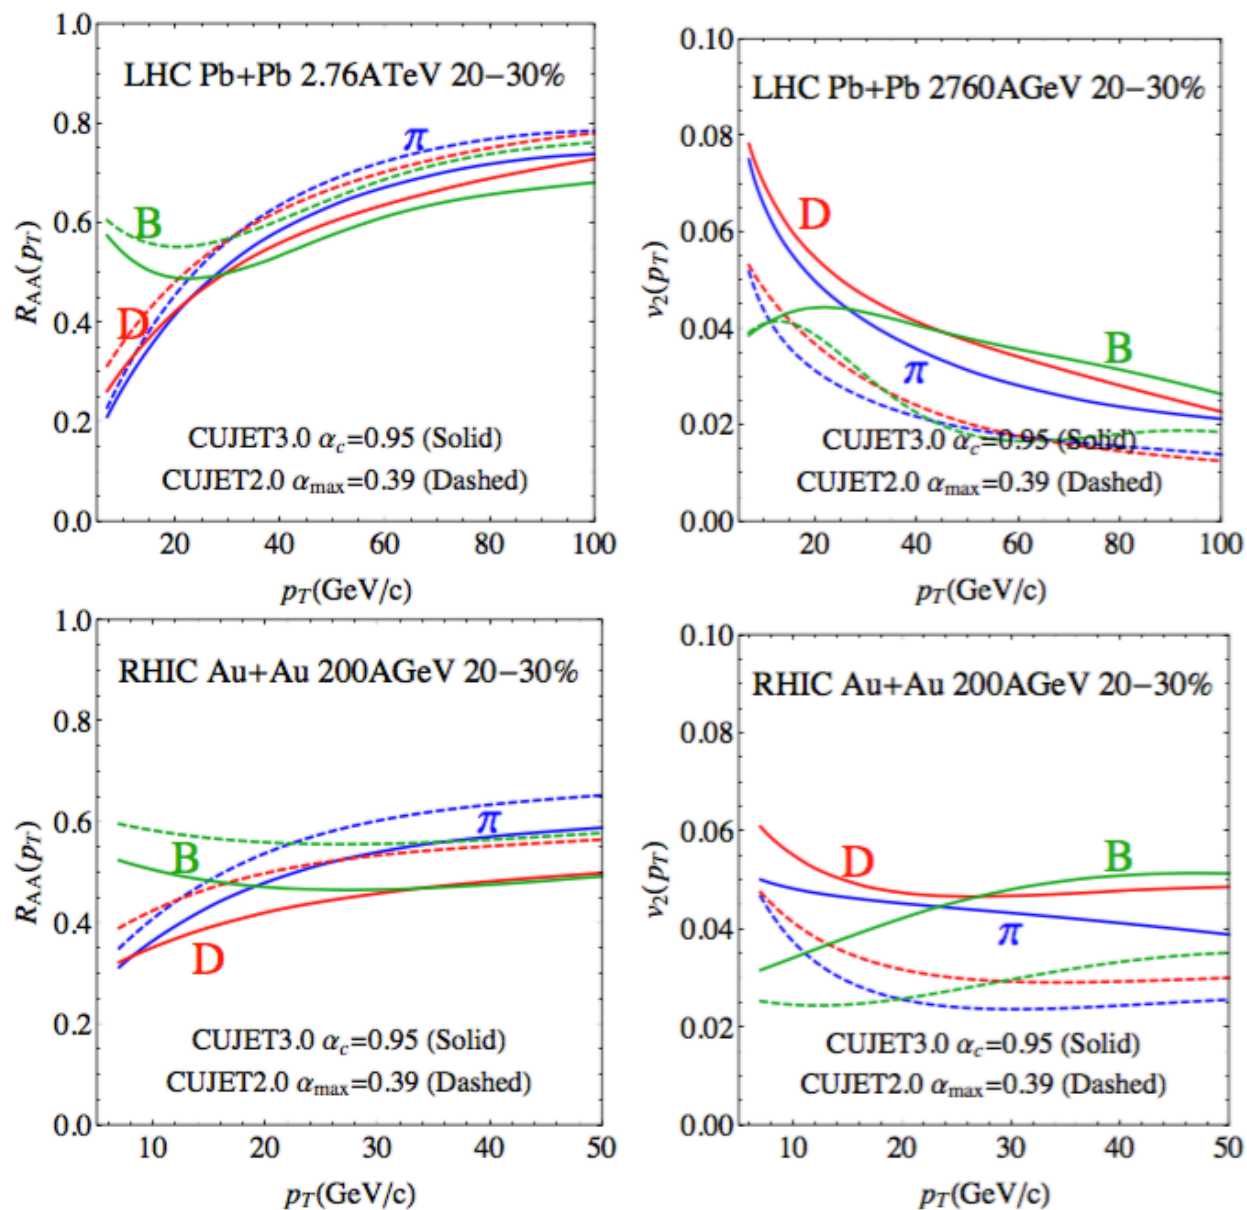 1.0
0.8
0.6
0.4
0.2
0.0
R_AA(p_T)
LHC Pb+Pb 2.76ATeV 20−30%
π
B
D
CUJET3.0 α_c=0.95 (Solid)
CUJET2.0 α_max=0.39 (Dashed)
20 40 60 80 100
p_T(GeV/c)
0.10
0.08
0.06
0.04
0.02
0.00
v_2(p_T)
LHC Pb+Pb 2760AGeV 20−30%
D
B
π
CUJET3.0 α_c=0.95 (Solid)
CUJET2.0 α_max=0.39 (Dashed)
20 40 60 80 100
p_T(GeV/c)
1.0
0.8
0.6
0.4
0.2
0.0
R_AA(p_T)
RHIC Au+Au 200AGeV 20−30%
π
B
D
CUJET3.0 α_c=0.95 (Solid)
CUJET2.0 α_max=0.39 (Dashed)
10 20 30 40 50
p_T(GeV/c)
0.10
0.08
0.06
0.04
0.02
0.00
v_2(p_T)
RHIC Au+Au 200AGeV 20−30%
D
B
π
CUJET3.0 α_c=0.95 (Solid)
CUJET2.0 α_max=0.39 (Dashed)
10 20 30 40 50
p_T(GeV/c)